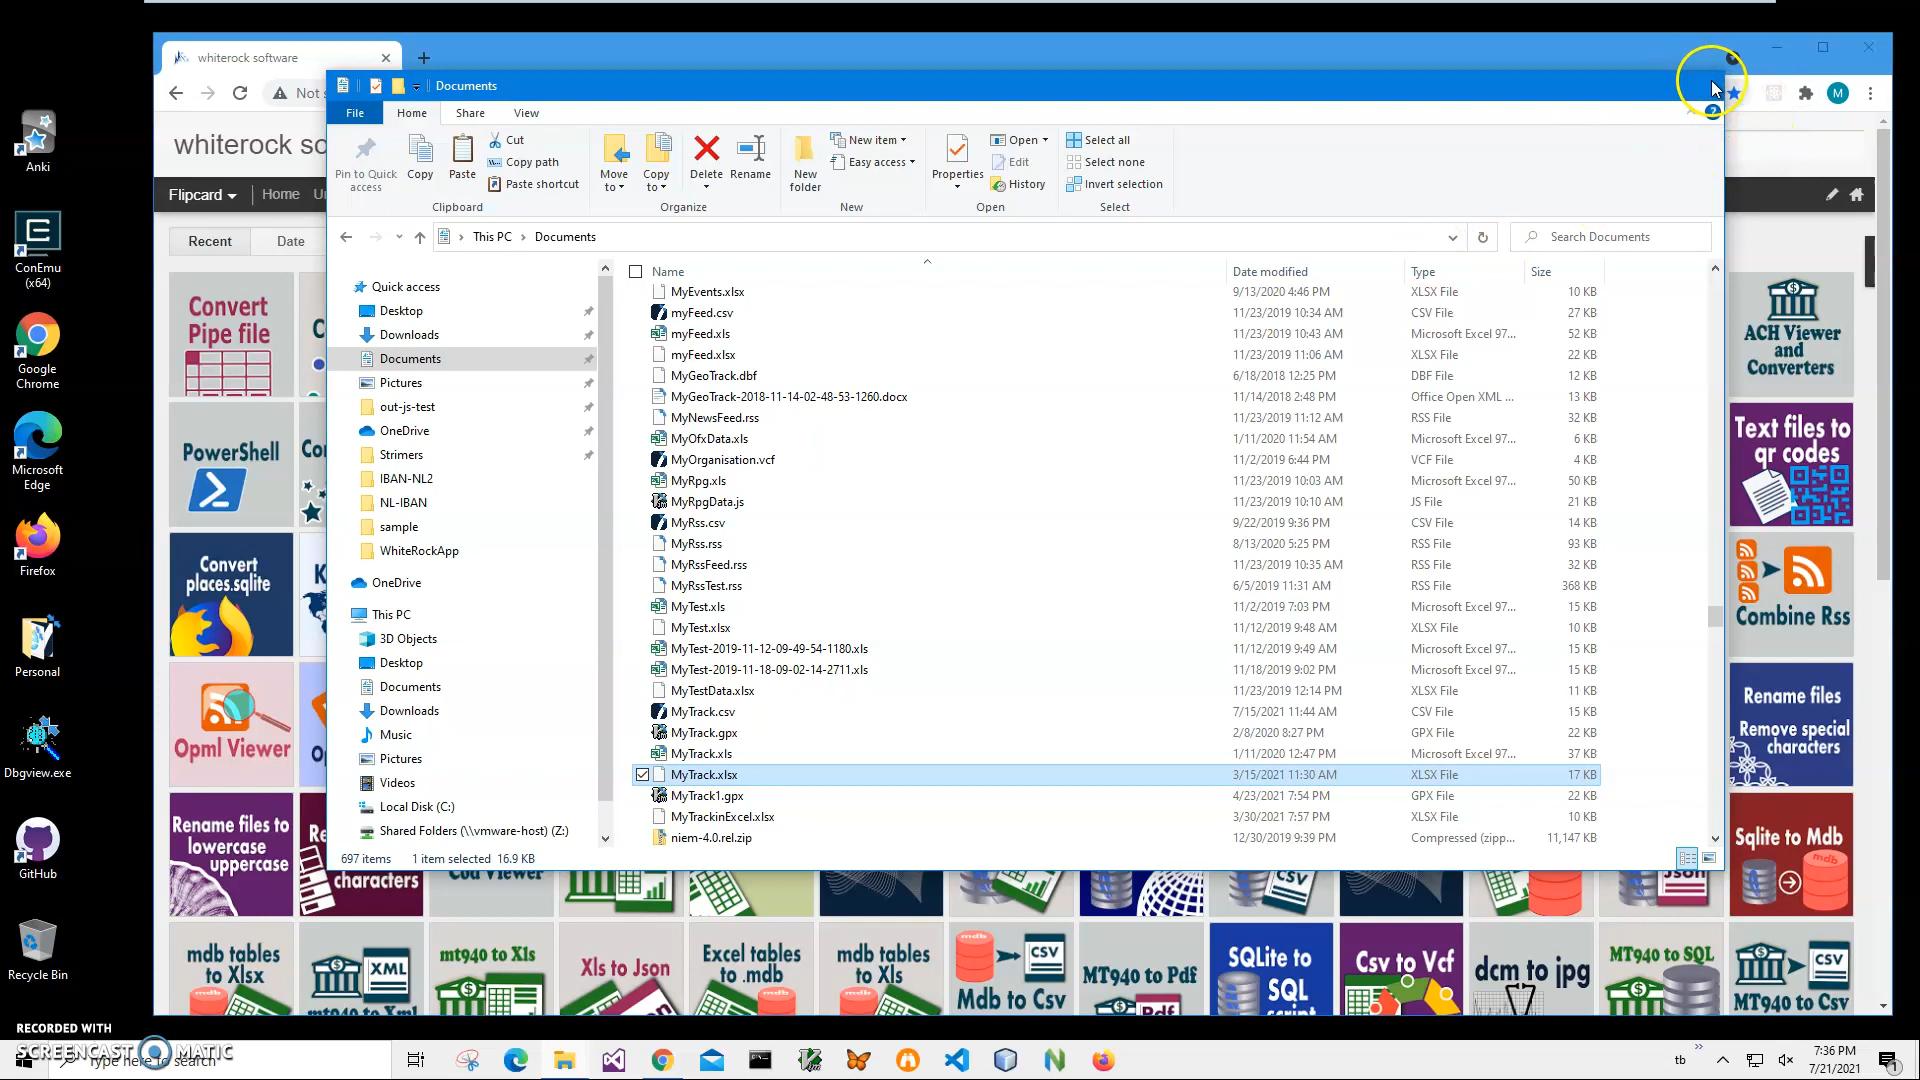 whiterock software
Not s
whiterock so
Flipcard
Home
Un
Recent
Date
Documents
File
Home
Share
View
Pin to Quick access
Copy
Paste
Cut
Copy path
Paste shortcut
Clipboard
Move to
Copy to
Delete
Rename
Organize
New folder
New item
Easy access
New
Properties
Open
Edit
History
Open
Select all
Select none
Invert selection
Select
This PC
Documents
Search Documents
Quick access
Desktop
Downloads
Documents
Pictures
out-js-test
OneDrive
Strimers
IBAN-NL2
NL-IBAN
sample
WhiteRockApp
OneDrive
This PC
3D Objects
Desktop
Documents
Downloads
Music
Pictures
Videos
Local Disk (C:)
Shared Folders (\\vmware-host) (Z:)
Name Date modified Type Size
MyEvents.xlsx 9/13/2020 4:46 PM XLSX File 10 KB
myFeed.csv 11/23/2019 10:34 AM CSV File 27 KB
myFeed.xls 11/23/2019 10:43 AM Microsoft Excel 97... 52 KB
myFeed.xlsx 11/23/2019 11:06 AM XLSX File 22 KB
MyGeoTrack.dbf 6/18/2018 12:25 PM DBF File 12 KB
MyGeoTrack-2018-11-14-02-48-53-1260.docx 11/14/2018 2:48 PM Office Open XML ... 13 KB
MyNewsFeed.rss 11/23/2019 11:12 AM RSS File 32 KB
MyOfxData.xls 1/11/2020 11:54 AM Microsoft Excel 97... 6 KB
MyOrganisation.vcf 11/2/2019 6:44 PM VCF File 4 KB
MyRpg.xls 11/23/2019 10:03 AM Microsoft Excel 97... 50 KB
MyRpgData.js 11/23/2019 10:10 AM JS File 21 KB
MyRss.csv 9/22/2019 9:36 PM CSV File 14 KB
MyRss.rss 8/13/2020 5:25 PM RSS File 93 KB
MyRssFeed.rss 11/23/2019 10:35 AM RSS File 32 KB
MyRssTest.rss 6/5/2019 11:31 AM RSS File 368 KB
MyTest.xls 11/2/2019 7:03 PM Microsoft Excel 97... 15 KB
MyTest.xlsx 11/12/2019 9:48 AM XLSX File 10 KB
MyTest-2019-11-12-09-49-54-1180.xls 11/12/2019 9:49 AM Microsoft Excel 97... 15 KB
MyTest-2019-11-18-09-02-14-2711.xls 11/18/2019 9:02 PM Microsoft Excel 97... 15 KB
MyTestData.xlsx 11/23/2019 12:14 PM XLSX File 11 KB
MyTrack.csv 7/15/2021 11:44 AM CSV File 15 KB
MyTrack.gpx 2/8/2020 8:27 PM GPX File 22 KB
MyTrack.xls 1/11/2020 12:47 PM Microsoft Excel 97... 37 KB
MyTrack.xlsx 3/15/2021 11:30 AM XLSX File 17 KB
MyTrack1.gpx 4/23/2021 7:54 PM GPX File 22 KB
MyTrackinExcel.xlsx 3/30/2021 7:57 PM XLSX File 10 KB
niem-4.0.rel.zip 12/30/2019 9:39 PM Compressed (zipp... 11,147 KB
697 items 1 item selected 16.9 KB
Anki
ConEmu
(x64)
Google
Chrome
Microsoft
Edge
Firefox
Personal
Dbgview.exe
GitHub
Recycle Bin
Convert
Pipe file
PowerShell
Convert
places.sqlite
Opml Viewer
Rename files to
lowercase
uppercase
characters
Cod Viewer
ACH Viewer
and
Converters
Text files to
qr codes
Combine Rss
Rename files
Remove special
characters
Sqlite to Mdb
mdb
CSV
Json
mdb tables
to Xlsx
XML
mt940 to Xml
mt940 to Xls
Xls to Json
Excel tables
to .mdb
mdb tables
to Xls
CSV
Mdb to Csv
MT940 to Pdf
Pdf
SQLite to
SQL
script
Csv to Vcf
dcm to jpg
MT940 to SQL
CSV
MT940 to Csv
M
RECORDED WITH
SCREENCAST MATIC
Type here to search
tb
7:36 PM
7/21/2021
1